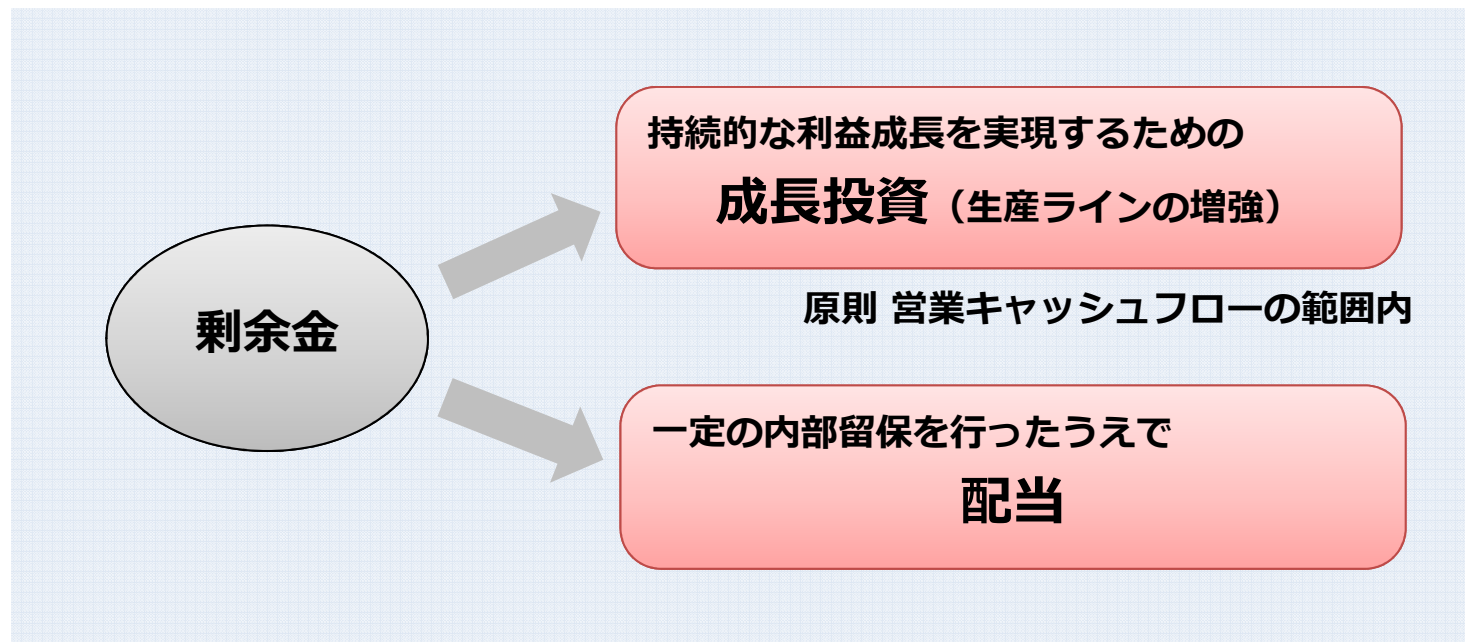 剰余金
持続的な利益成長を実現するための
成長投資（生産ラインの増強）
原則 営業キャッシュフローの範囲内
一定の内部留保を行ったうえで
配当